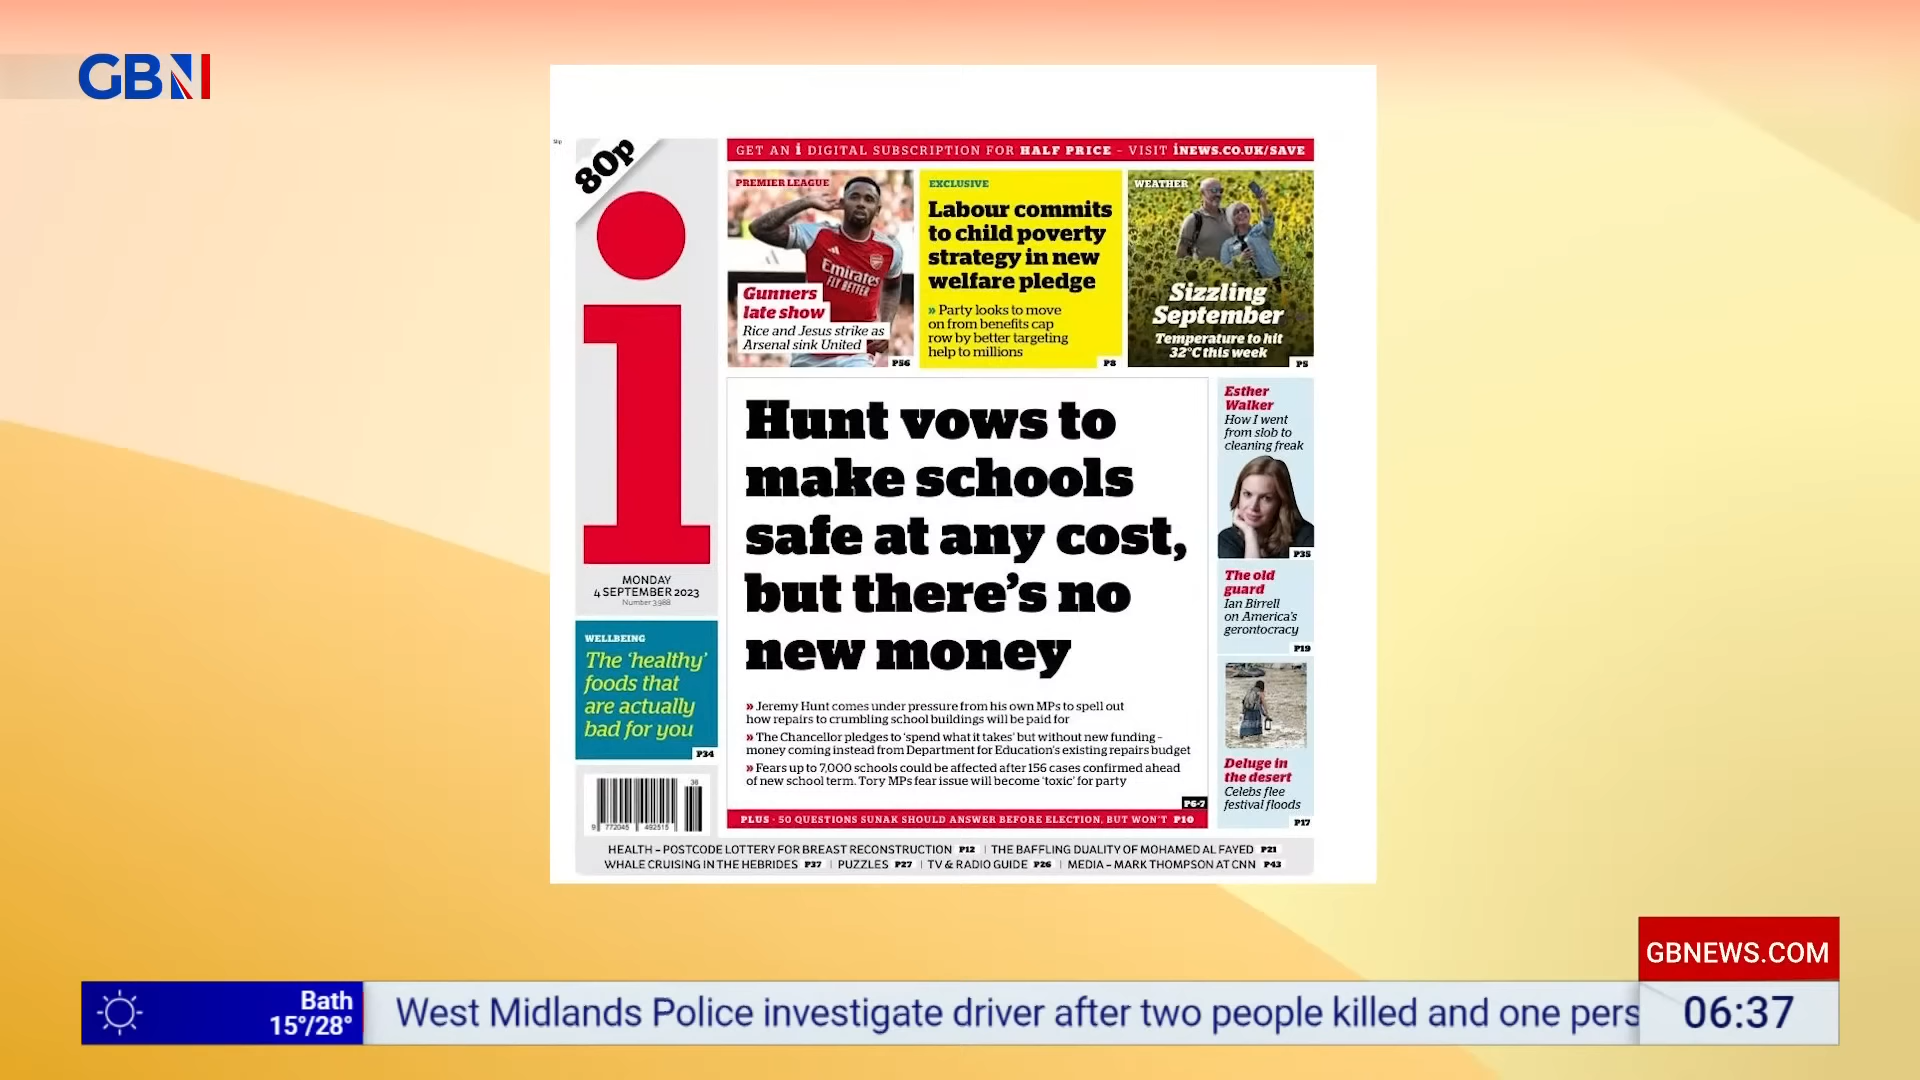 GBN
80p
GET AN i DIGITAL SUBSCRIPTION FOR HALF PRICE – VISIT iNEWS.CO.UK/SAVE
i
MONDAY
4 SEPTEMBER 2023
Number 3,988
PREMIER LEAGUE
Emirates
FLY BETTER
Gunners
late show
Rice and Jesus strike as
Arsenal sink United
P56
EXCLUSIVE
Labour commits
to child poverty
strategy in new
welfare pledge
» Party looks to move
on from benefits cap
row by better targeting
help to millions
P8
WEATHER
Sizzling
September
Temperature to hit
32°C this week
P5
Hunt vows to
make schools
safe at any cost,
but there's no
new money
» Jeremy Hunt comes under pressure from his own MPs to spell out
how repairs to crumbling school buildings will be paid for
» The Chancellor pledges to 'spend what it takes' but without new funding –
money coming instead from Department for Education's existing repairs budget
» Fears up to 7,000 schools could be affected after 156 cases confirmed ahead
of new school term. Tory MPs fear issue will become 'toxic' for party
P6-7
PLUS · 50 QUESTIONS SUNAK SHOULD ANSWER BEFORE ELECTION, BUT WON'T P10
Esther
Walker
How I went
from slob to
cleaning freak
P35
The old
guard
Ian Birrell
on America's
gerontocracy
P19
Deluge in
the desert
Celebs flee
festival floods
P17
WELLBEING
The 'healthy'
foods that
are actually
bad for you
P34
36
9 772045 492515
HEALTH – POSTCODE LOTTERY FOR BREAST RECONSTRUCTION P12 | THE BAFFLING DUALITY OF MOHAMED AL FAYED P21
WHALE CRUISING IN THE HEBRIDES P37 | PUZZLES P27 | TV & RADIO GUIDE P26 | MEDIA – MARK THOMPSON AT CNN P43
GBNEWS.COM
Bath
15°/28°
West Midlands Police investigate driver after two people killed and one pers
06:37